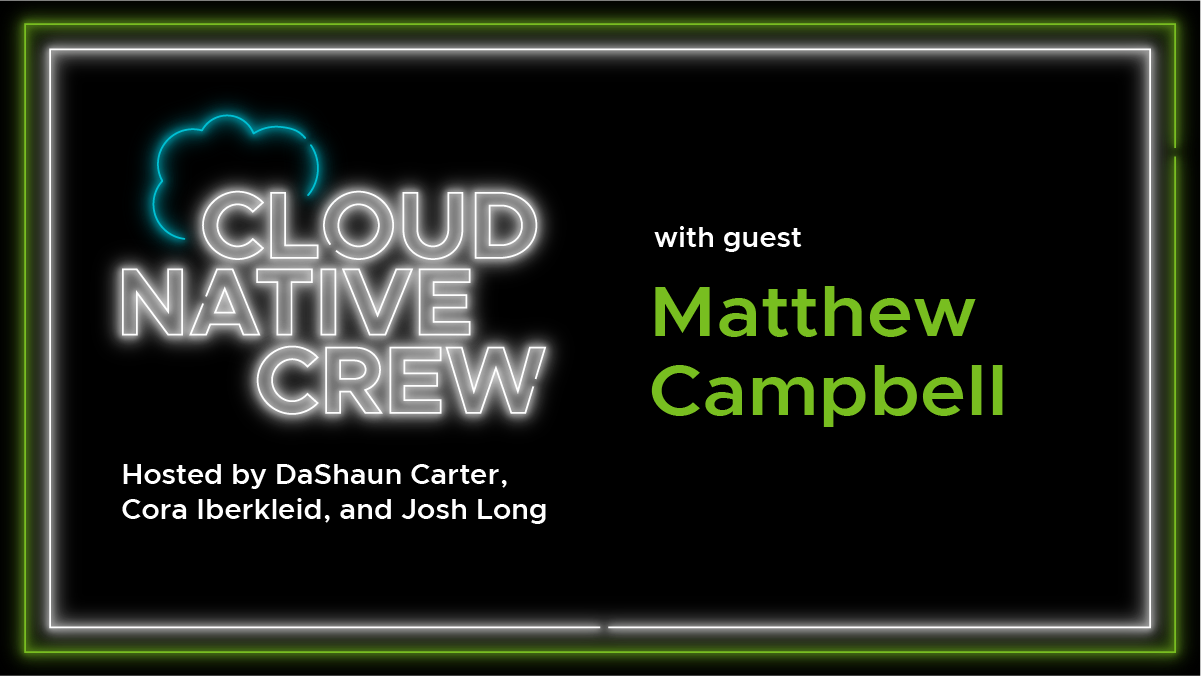 CLOUD
NATIVE
CREW
Hosted by DaShaun Carter,
Cora Iberkleid, and Josh Long
with guest
Matthew
Campbell